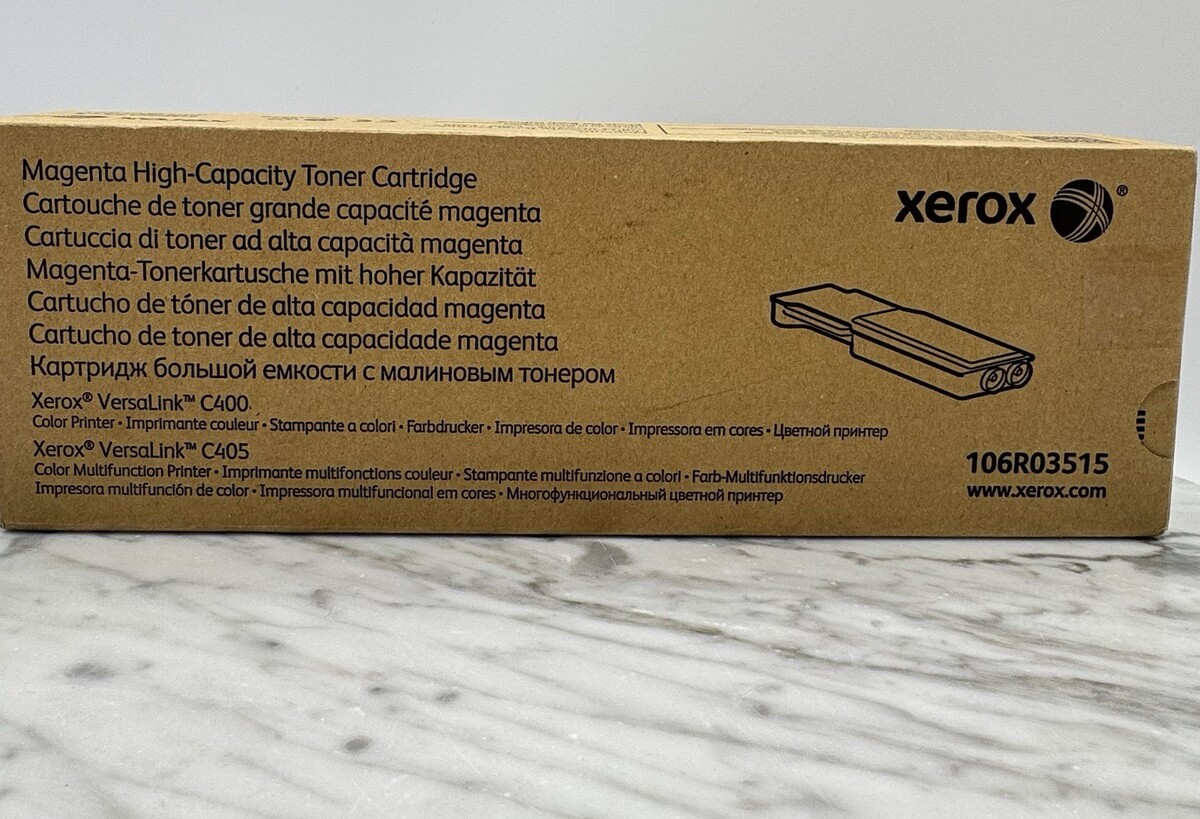 Magenta High-Capacity Toner Cartridge
Cartouche de toner grande capacité magenta
Cartuccia di toner ad alta capacità magenta
Magenta-Tonerkartusche mit hoher Kapazität
Cartucho de tóner de alta capacidad magenta
Cartucho de toner de alta capacidade magenta
Картридж большой емкости с малиновым тонером
Xerox® VersaLink™ C400
Color Printer • Imprimante couleur • Stampante a colori • Farbdrucker • Impresora de color • Impressora em cores • Цветной принтер
Xerox® VersaLink™ C405
Color Multifunction Printer • Imprimante multifonctions couleur • Stampante multifunzione a colori • Farb-Multifunktionsdrucker
Impresora multifunción de color • Impressora multifuncional em cores • Многофункциональный цветной принтер
xerox ®
106R03515
www.xerox.com